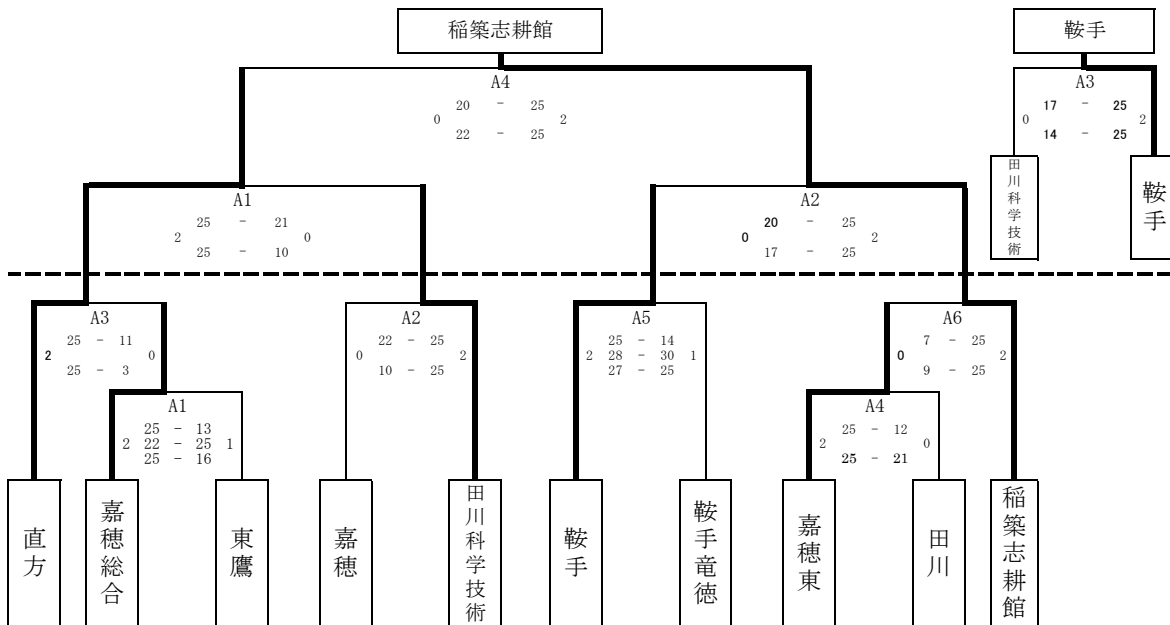 稲築志耕館
鞍手
A4
20 - 25
0 2
22 - 25
A3
17 - 25
0 2
14 - 25
田川科学技術
鞍手
A1
25 - 21
2 0
25 - 10
A2
20 - 25
0 2
17 - 25
A3
25 - 11
2 0
25 - 3
A2
22 - 25
0 2
10 - 25
A5
25 - 14
2 28 - 30 1
27 - 25
A6
7 - 25
0 2
9 - 25
A1
25 - 13
2 22 - 25 1
25 - 16
A4
25 - 12
2 0
25 - 21
直方
嘉穂総合
東鷹
嘉穂
田川科学技術
鞍手
鞍手竜徳
嘉穂東
田川
稲築志耕館